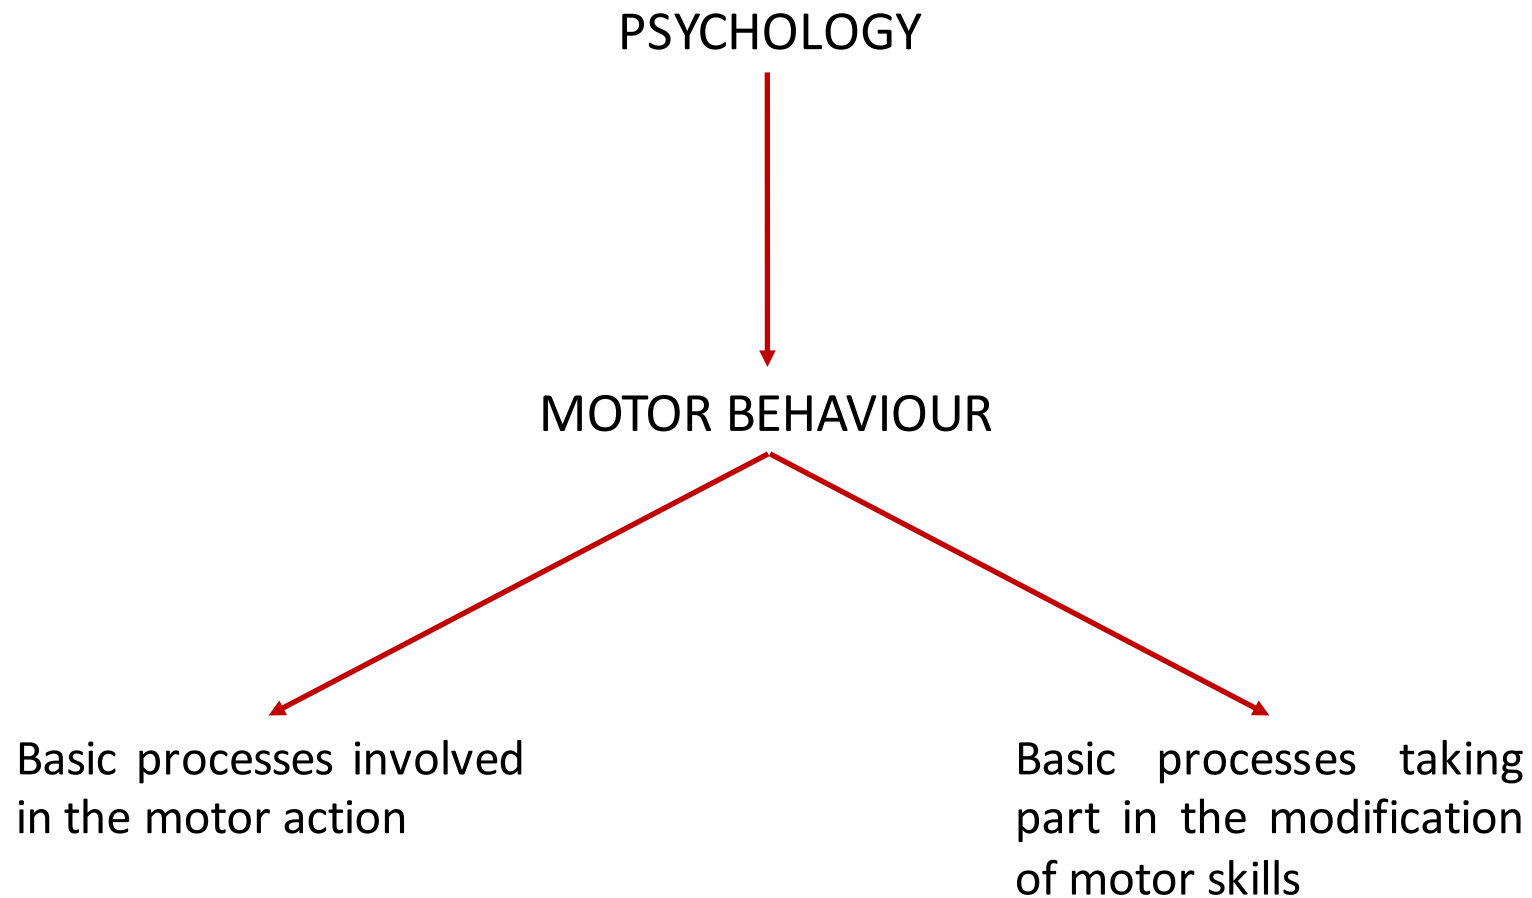 PSYCHOLOGY
MOTOR BEHAVIOUR
Basic processes involved
in the motor action
Basic processes taking
part in the modification
of motor skills